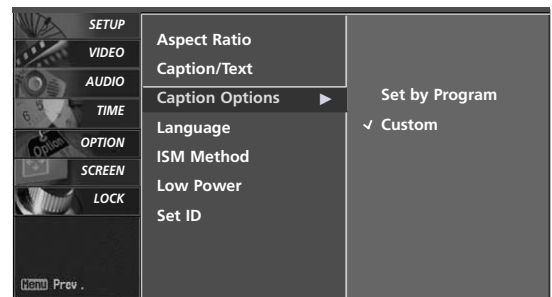 SETUP
VIDEO
AUDIO
TIME
OPTION
SCREEN
LOCK
Menu Prev .
Aspect Ratio
Caption/Text
Caption Options ▶
Language
ISM Method
Low Power
Set ID
Set by Program
✓ Custom